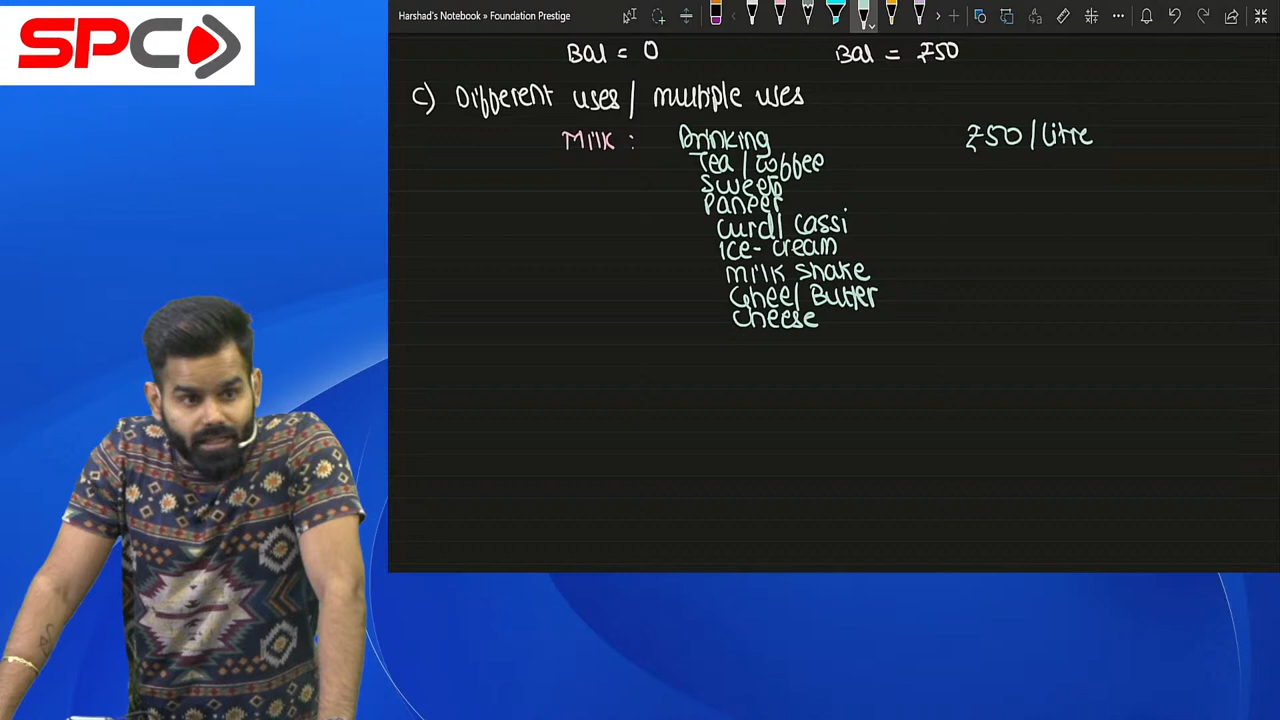 SPC
Harshad's Notebook » Foundation Prestige
Bal = 0 Bal = ₹50
C) Different uses / multiple uses
Milk : Drinking ₹50 / litre
Tea / coffee
Sweets
Paneer
Curd / Lassi
Ice-cream
Milk shake
Ghee / Butter
Cheese